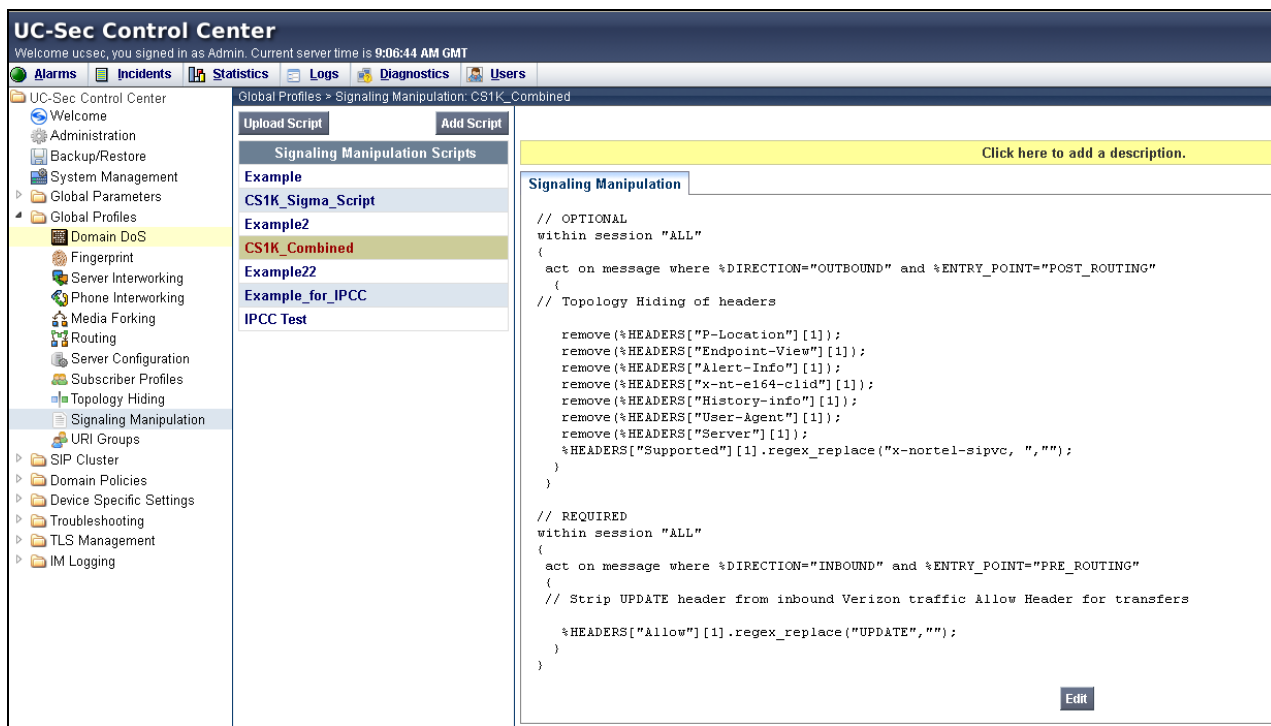 UC-Sec Control Center
Welcome ucsec, you signed in as Admin. Current server time is 9:06:44 AM GMT
Alarms Incidents Statistics Logs Diagnostics Users
UC-Sec Control Center
Welcome
Administration
Backup/Restore
System Management
Global Parameters
Global Profiles
Domain DoS
Fingerprint
Server Interworking
Phone Interworking
Media Forking
Routing
Server Configuration
Subscriber Profiles
Topology Hiding
Signaling Manipulation
URI Groups
SIP Cluster
Domain Policies
Device Specific Settings
Troubleshooting
TLS Management
IM Logging
Global Profiles > Signaling Manipulation: CS1K_Combined
Upload Script Add Script
Signaling Manipulation Scripts
Example
CS1K_Sigma_Script
Example2
CS1K_Combined
Example22
Example_for_IPCC
IPCC Test
Click here to add a description.
Signaling Manipulation
// OPTIONAL
within session "ALL"
{
act on message where %DIRECTION="OUTBOUND" and %ENTRY_POINT="POST_ROUTING"
{
// Topology Hiding of headers
remove(%HEADERS["P-Location"][1]);
remove(%HEADERS["Endpoint-View"][1]);
remove(%HEADERS["Alert-Info"][1]);
remove(%HEADERS["x-nt-e164-clid"][1]);
remove(%HEADERS["History-info"][1]);
remove(%HEADERS["User-Agent"][1]);
remove(%HEADERS["Server"][1]);
%HEADERS["Supported"][1].regex_replace("x-nortel-sipvc, ","");
}
}
// REQUIRED
within session "ALL"
{
act on message where %DIRECTION="INBOUND" and %ENTRY_POINT="PRE_ROUTING"
{
// Strip UPDATE header from inbound Verizon traffic Allow Header for transfers
%HEADERS["Allow"][1].regex_replace("UPDATE","");
}
}
Edit